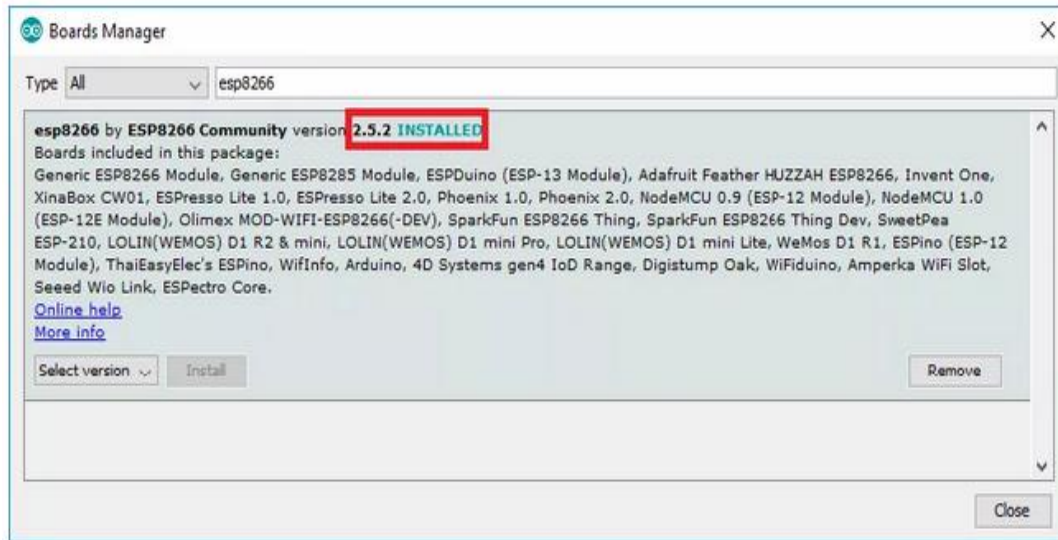 Boards Manager
Type All esp8266
esp8266 by ESP8266 Community version 2.5.2 INSTALLED
Boards included in this package:
Generic ESP8266 Module, Generic ESP8285 Module, ESPDuino (ESP-13 Module), Adafruit Feather HUZZAH ESP8266, Invent One,
XinaBox CW01, ESPresso Lite 1.0, ESPresso Lite 2.0, Phoenix 1.0, Phoenix 2.0, NodeMCU 0.9 (ESP-12 Module), NodeMCU 1.0
(ESP-12E Module), Olimex MOD-WIFI-ESP8266(-DEV), SparkFun ESP8266 Thing, SparkFun ESP8266 Thing Dev, SweetPea
ESP-210, LOLIN(WEMOS) D1 R2 & mini, LOLIN(WEMOS) D1 mini Pro, LOLIN(WEMOS) D1 mini Lite, WeMos D1 R1, ESPino (ESP-12
Module), ThaiEasyElec's ESPino, WifInfo, Arduino, 4D Systems gen4 IoD Range, Digistump Oak, WiFiduino, Amperka WiFi Slot,
Seeed Wio Link, ESPectro Core.
Online help
More info
Select version Install Remove
Close